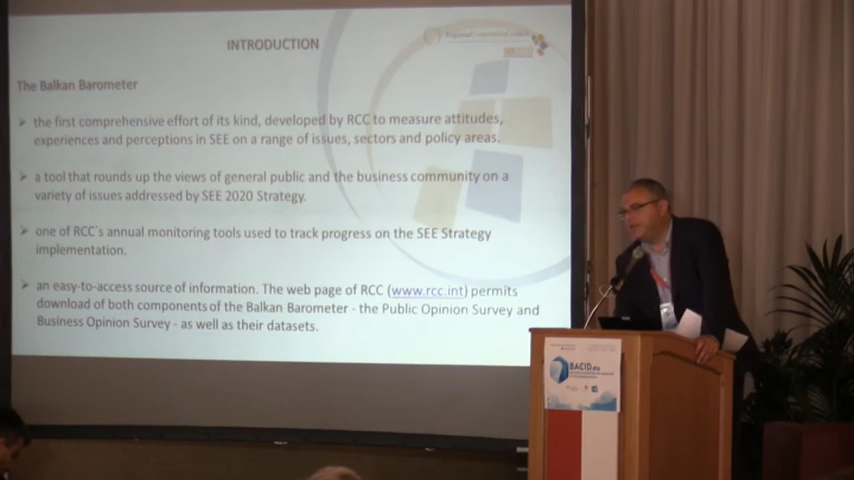 INTRODUCTION
RegionalCooperationCouncil
The Balkan Barometer
➢ the first comprehensive effort of its kind, developed by RCC to measure attitudes,
experiences and perceptions in SEE on a range of issues, sectors and policy areas.
➢ a tool that rounds up the views of general public and the business community on a
variety of issues addressed by SEE 2020 Strategy.
➢ one of RCC´s annual monitoring tools used to track progress on the SEE Strategy
implementation.
➢ an easy-to-access source of information. The web page of RCC (www.rcc.int) permits
download of both components of the Balkan Barometer - the Public Opinion Survey and
Business Opinion Survey - as well as their datasets.
BACID.eu